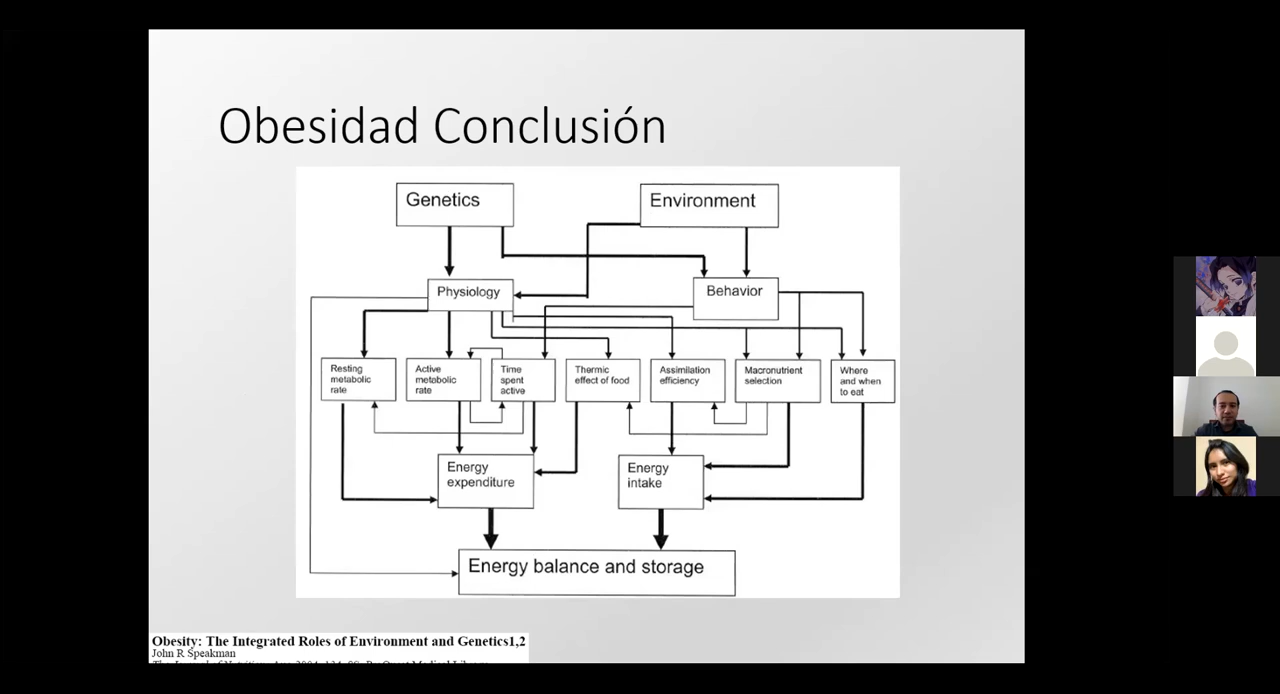 Obesidad Conclusión
Genetics
Environment
Physiology
Behavior
Resting
metabolic
rate
Active
metabolic
rate
Time
spent
active
Thermic
effect of food
Assimilation
efficiency
Macronutrient
selection
Where
and when
to eat
Energy
expenditure
Energy
intake
Energy balance and storage
Obesity: The Integrated Roles of Environment and Genetics1,2
John R Speakman